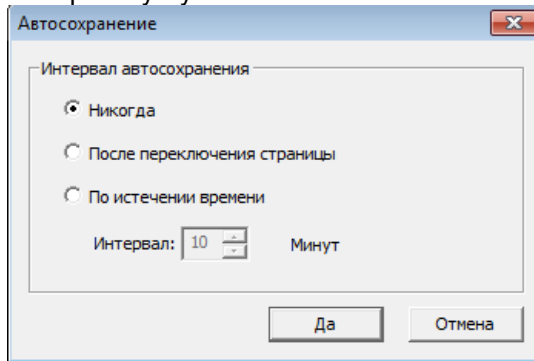 Автосохранение
Интервал автосохранения
Никогда
После переключения страницы
По истечении времени
Интервал: 10 Минут
Да Отмена